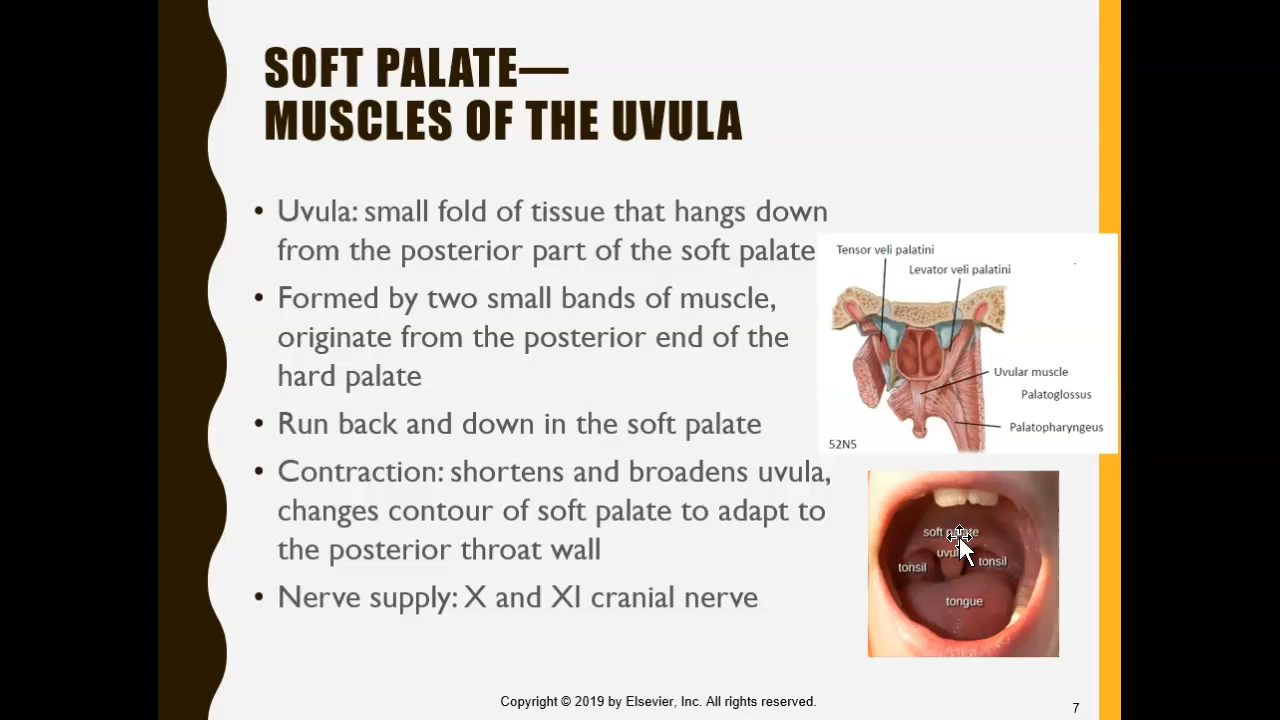 SOFT PALATE—
MUSCLES OF THE UVULA
• Uvula: small fold of tissue that hangs down
from the posterior part of the soft palate
• Formed by two small bands of muscle,
originate from the posterior end of the
hard palate
• Run back and down in the soft palate
• Contraction: shortens and broadens uvula,
changes contour of soft palate to adapt to
the posterior throat wall
• Nerve supply: X and XI cranial nerve
Tensor veli palatini
Levator veli palatini
Uvular muscle
Palatoglossus
Palatopharyngeus
52N5
soft palate
tonsil
tonsil
tongue
Copyright © 2019 by Elsevier, Inc. All rights reserved.
7